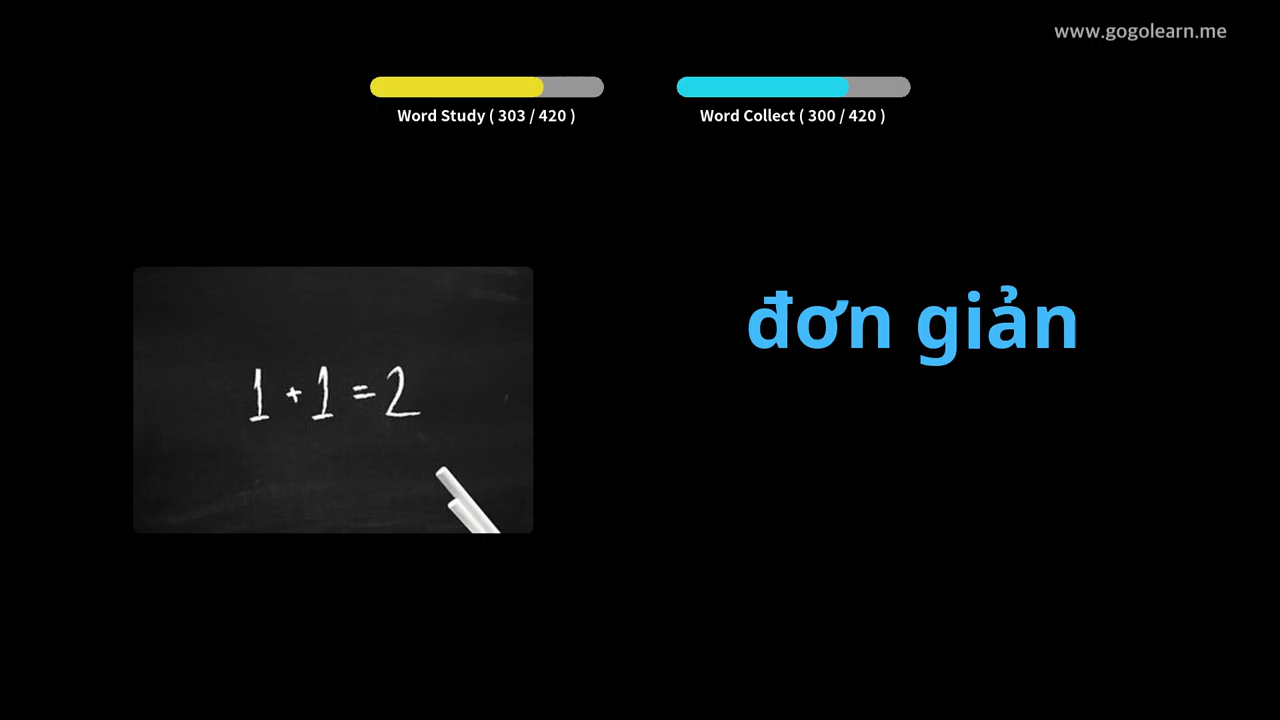 www.gogolearn.me
Word Study ( 303 / 420 )
Word Collect ( 300 / 420 )
đơn giản
1 + 1 = 2